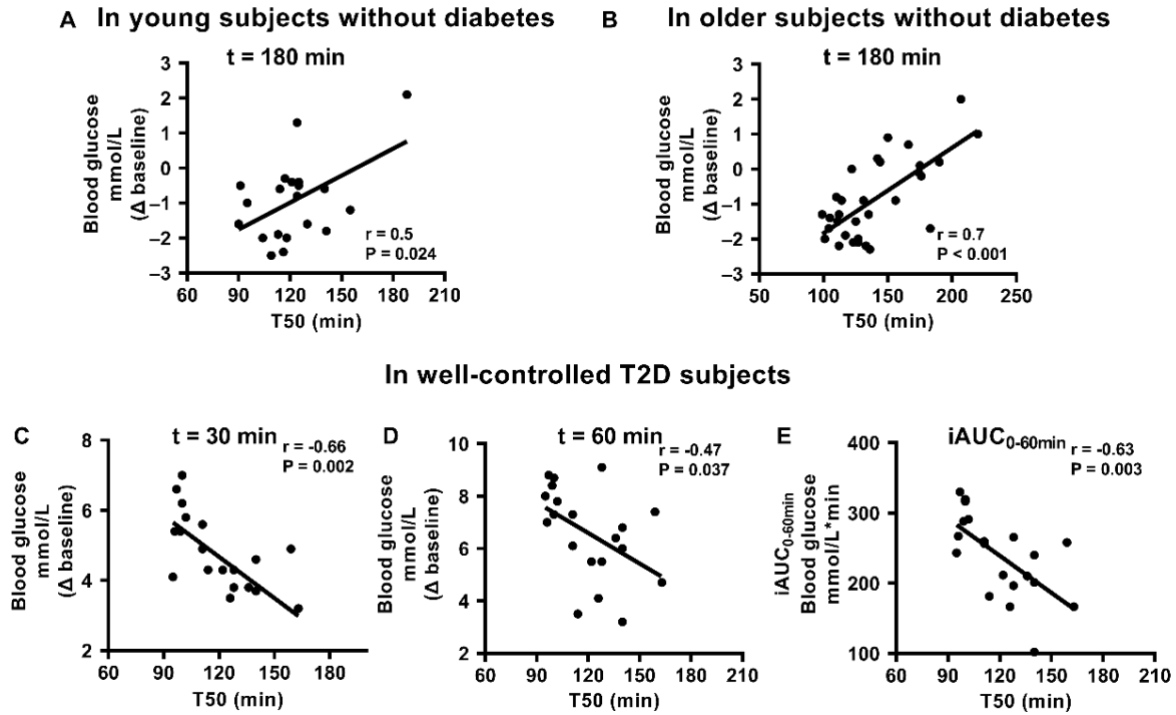 A In young subjects without diabetes
t = 180 min
Blood glucose
mmol/L
(Δ baseline)
3
2
1
0
–1
–2
–3
r = 0.5
P = 0.024
60 90 120 150 180 210
T50 (min)
B In older subjects without diabetes
t = 180 min
Blood glucose
mmol/L
(Δ baseline)
3
2
1
0
–1
–2
–3
r = 0.7
P < 0.001
50 100 150 200 250
T50 (min)
In well-controlled T2D subjects
C t = 30 min
r = -0.66
P = 0.002
Blood glucose
mmol/L
(Δ baseline)
8
6
4
2
60 90 120 150 180
T50 (min)
D t = 60 min
r = -0.47
P = 0.037
Blood glucose
mmol/L
(Δ baseline)
10
8
6
4
2
60 90 120 150 180 210
T50 (min)
E iAUC0-60min
r = -0.63
P = 0.003
iAUC0-60min
Blood glucose
mmol/L*min
400
300
200
100
60 90 120 150 180 210
T50 (min)